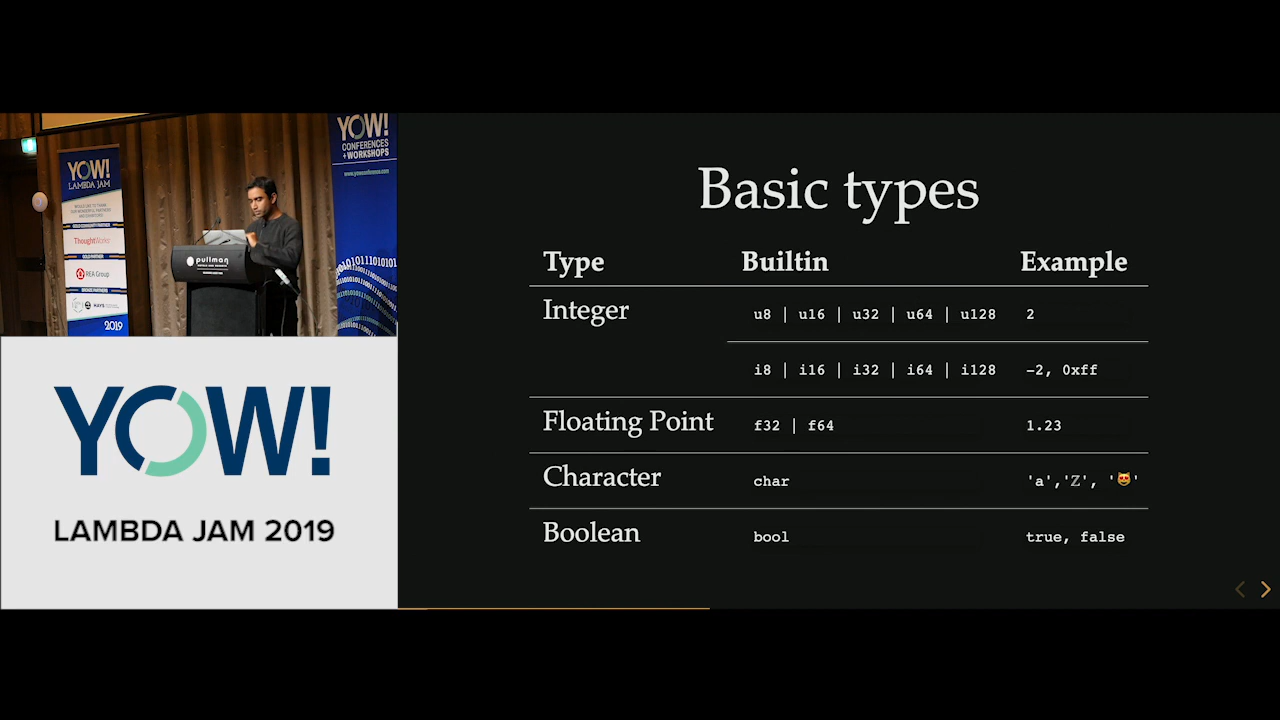 YOW!
LAMBDA JAM
ThoughtWorks
REA Group
HAYS
2019
YOW!
CONFERENCES
+WORKSHOPS
www.yowconference.com
pullman
YOW!
LAMBDA JAM 2019
Basic types
Type Builtin Example
Integer u8 | u16 | u32 | u64 | u128 2
i8 | i16 | i32 | i64 | i128 -2, 0xff
Floating Point f32 | f64 1.23
Character char 'a','ℤ', '😻'
Boolean bool true, false